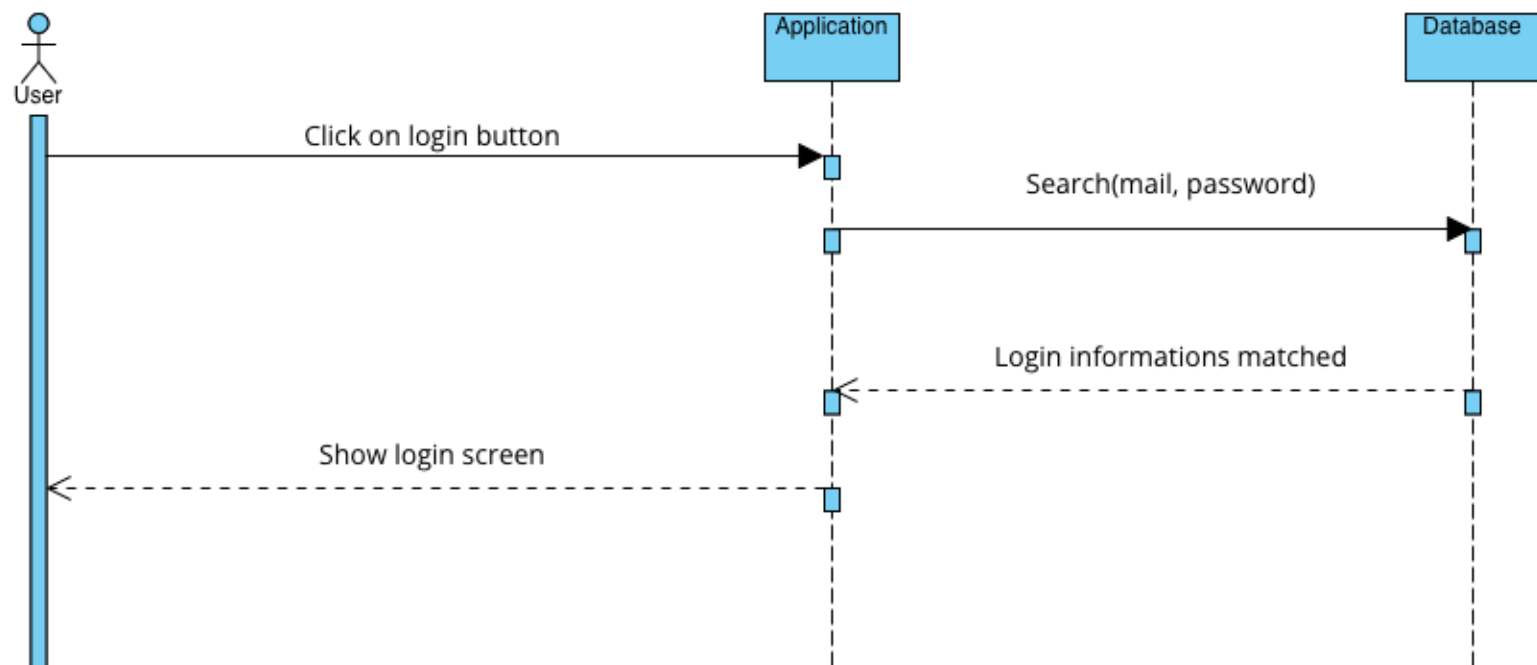 Application
Database
User
Click on login button
Search(mail, password)
Login informations matched
Show login screen